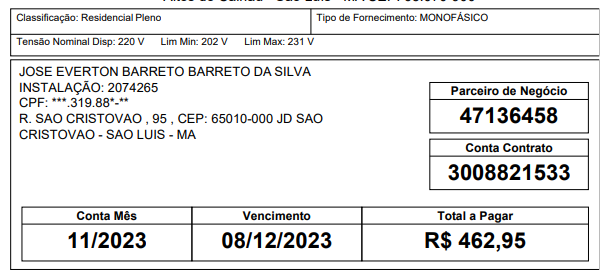 Classificação: Residencial Pleno
Tipo de Fornecimento: MONOFÁSICO
Tensão Nominal Disp: 220 V Lim Min: 202 V Lim Max: 231 V
JOSE EVERTON BARRETO BARRETO DA SILVA
INSTALAÇÃO: 2074265
CPF: ***.319.88*-**
R. SAO CRISTOVAO , 95 , CEP: 65010-000 JD SAO
CRISTOVAO - SAO LUIS - MA
Parceiro de Negócio
47136458
Conta Contrato
3008821533
Conta Mês
11/2023
Vencimento
08/12/2023
Total a Pagar
R$ 462,95